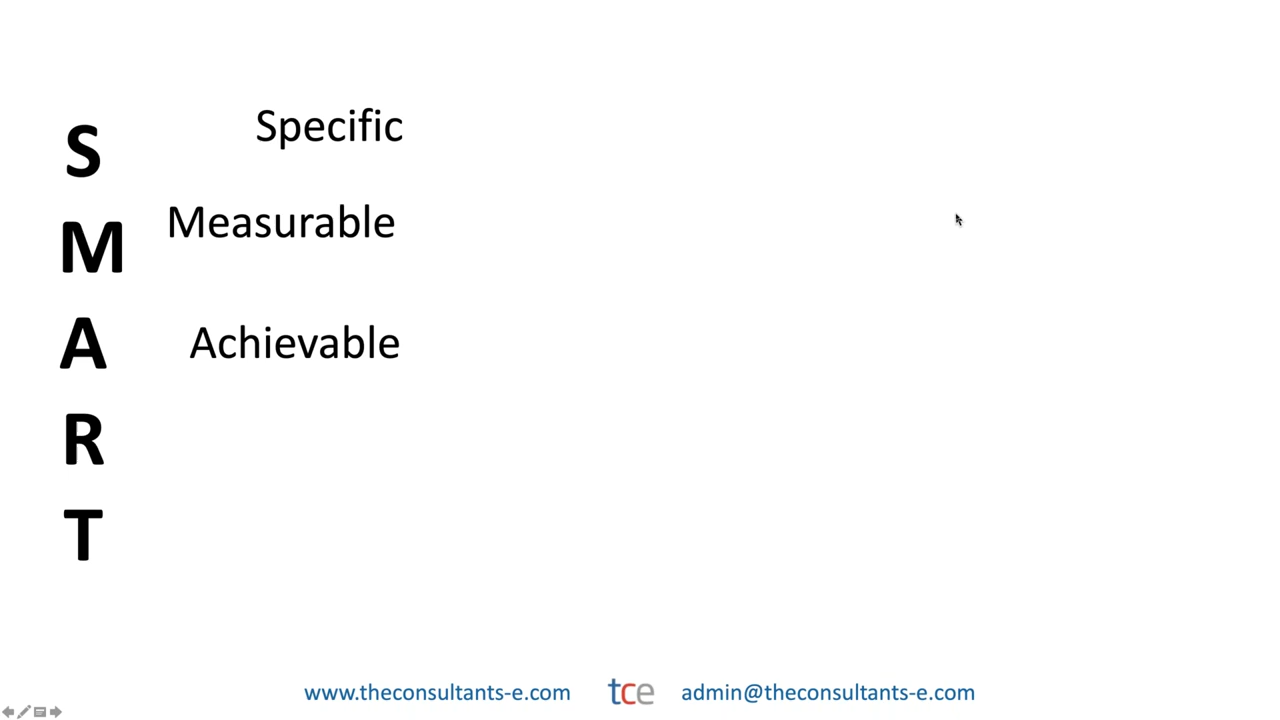 S Specific
M Measurable
A Achievable
R
T
www.theconsultants-e.com tce admin@theconsultants-e.com